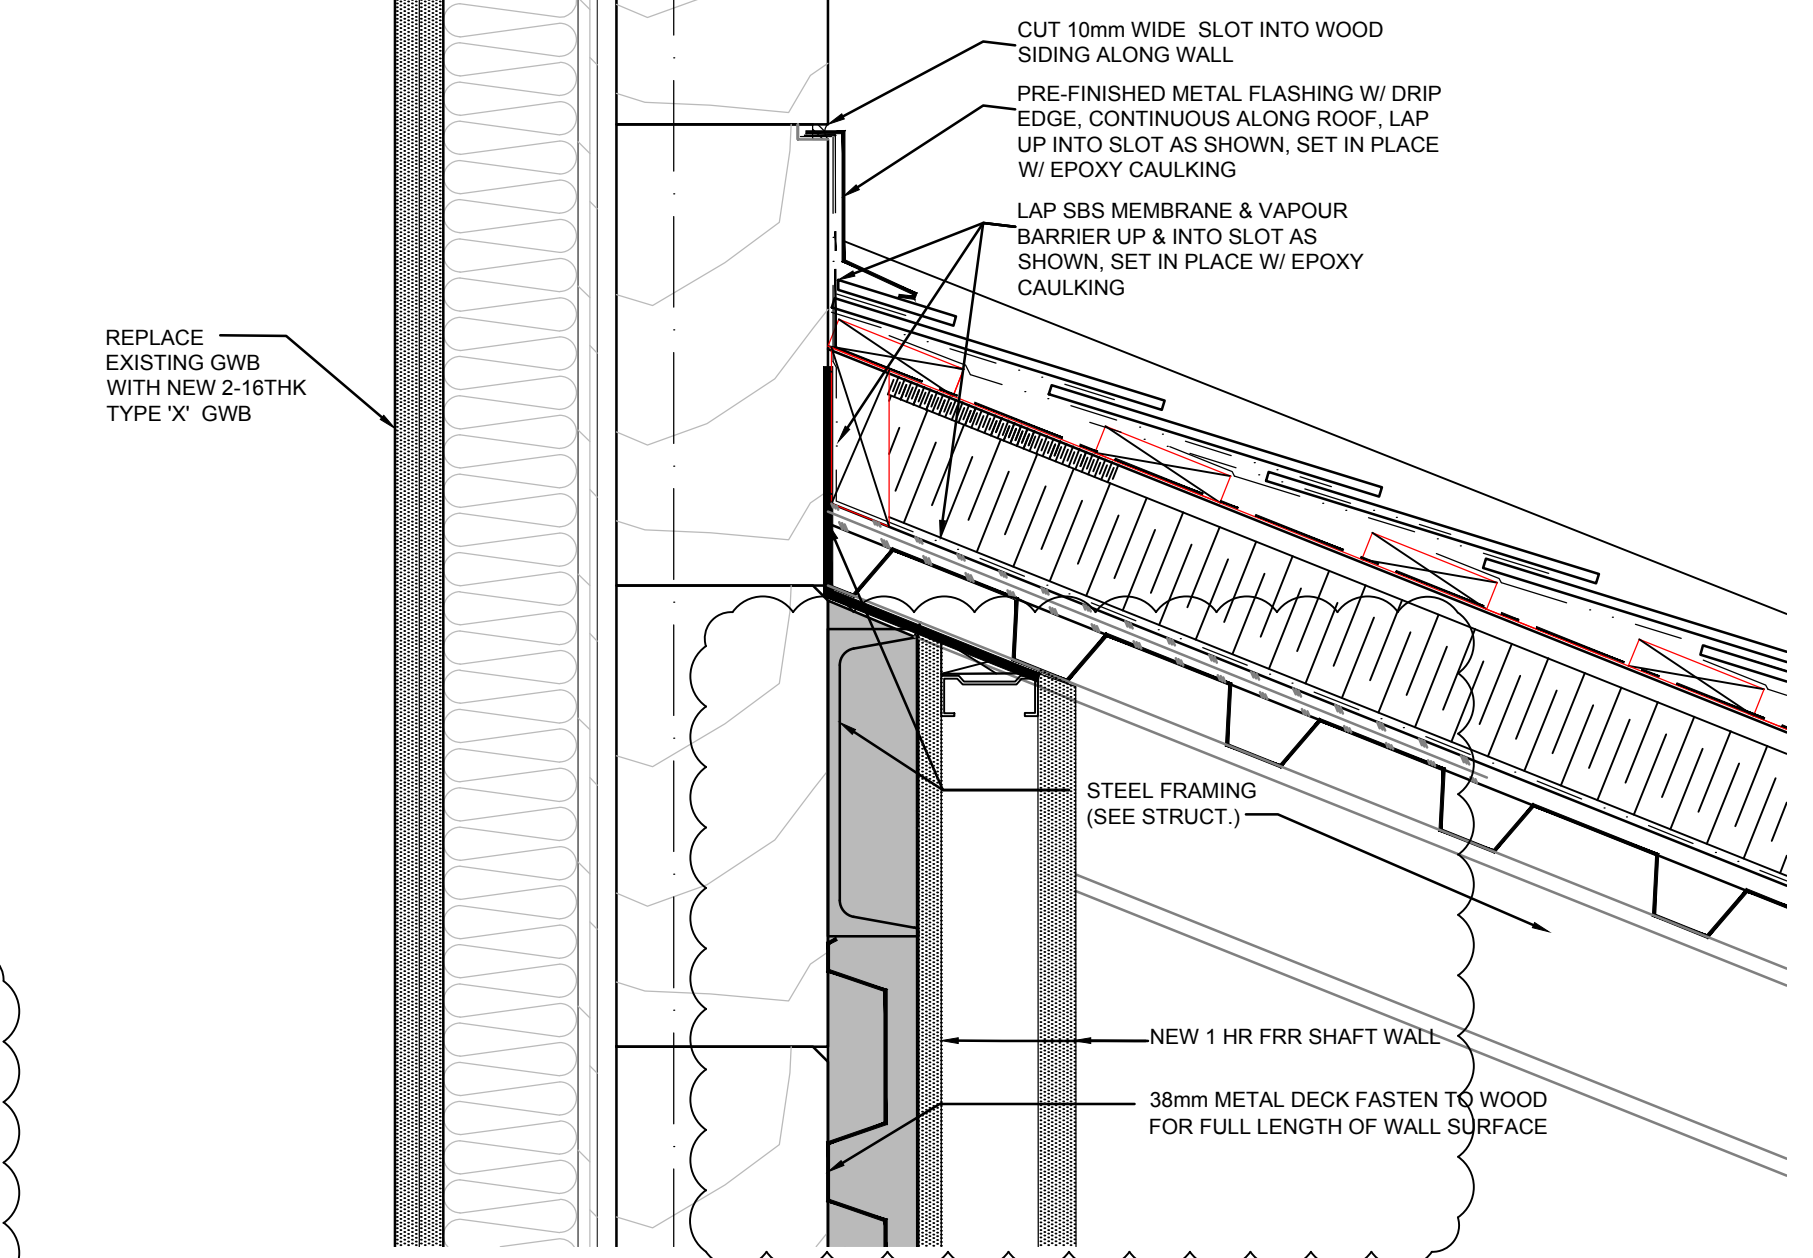 CUT 10mm WIDE SLOT INTO WOOD
SIDING ALONG WALL
PRE-FINISHED METAL FLASHING W/ DRIP
EDGE, CONTINUOUS ALONG ROOF, LAP
UP INTO SLOT AS SHOWN, SET IN PLACE
W/ EPOXY CAULKING
LAP SBS MEMBRANE & VAPOUR
BARRIER UP & INTO SLOT AS
SHOWN, SET IN PLACE W/ EPOXY
CAULKING
REPLACE
EXISTING GWB
WITH NEW 2-16THK
TYPE 'X' GWB
STEEL FRAMING
(SEE STRUCT.)
NEW 1 HR FRR SHAFT WALL
38mm METAL DECK FASTEN TO WOOD
FOR FULL LENGTH OF WALL SURFACE